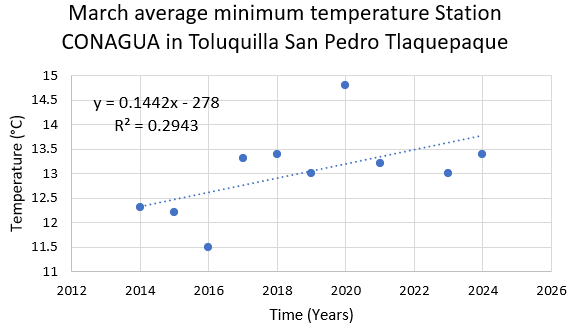 March average minimum temperature Station
CONAGUA in Toluquilla San Pedro Tlaquepaque
15
14.5
14
13.5
13
12.5
12
11.5
11
Temperature (°C)
y = 0.1442x - 278
R² = 0.2943
2012 2014 2016 2018 2020 2022 2024 2026
Time (Years)